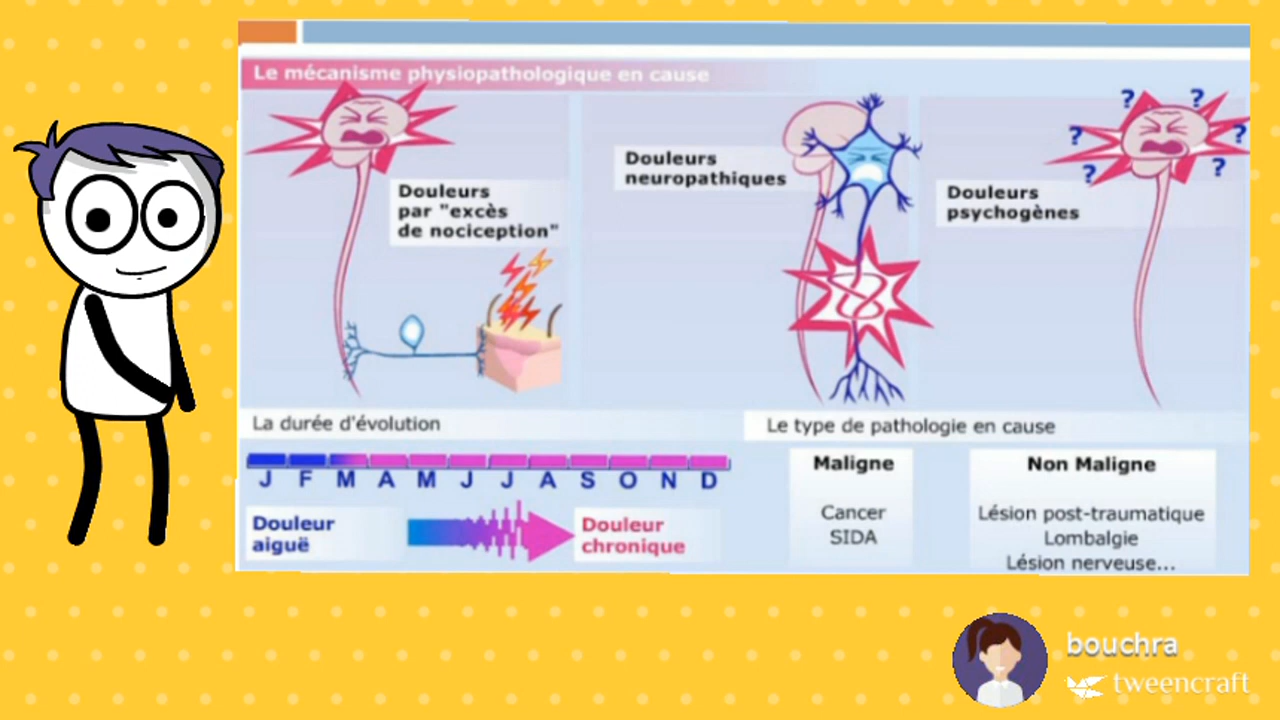 Le mécanisme physiopathologique en cause
Douleurs
par "excès
de nociception"
Douleurs
neuropathiques
Douleurs
psychogènes
? ? ? ? ? ?
La durée d'évolution
J F M A M J J A S O N D
Douleur
aiguë
Douleur
chronique
Le type de pathologie en cause
Maligne
Cancer
SIDA
Non Maligne
Lésion post-traumatique
Lombalgie
Lésion nerveuse...
bouchra
tweencraft